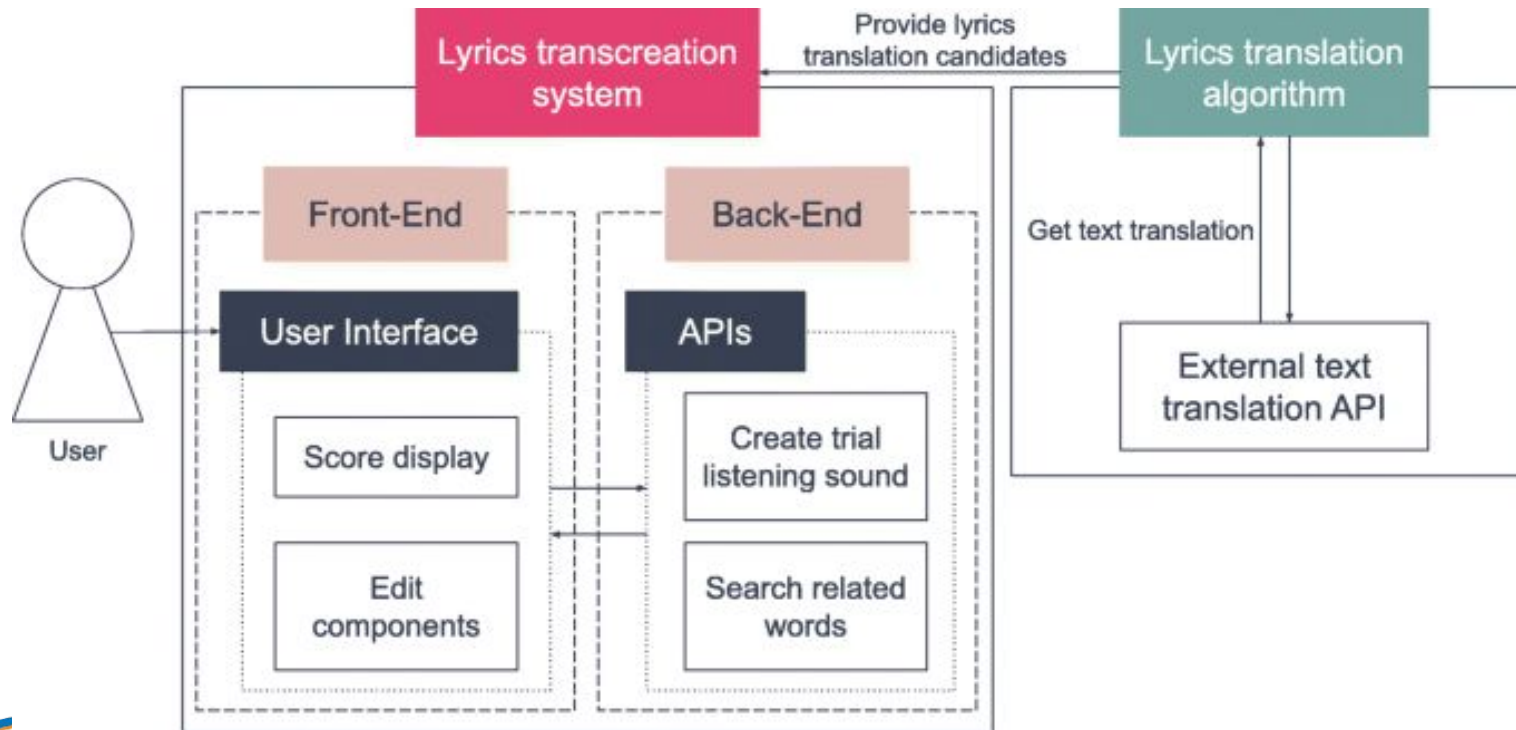 Lyrics transcreation
system
Provide lyrics
translation candidates
Lyrics translation
algorithm
Front-End
Back-End
Get text translation
User Interface
APIs
External text
translation API
User
Score display
Create trial
listening sound
Edit
components
Search related
words